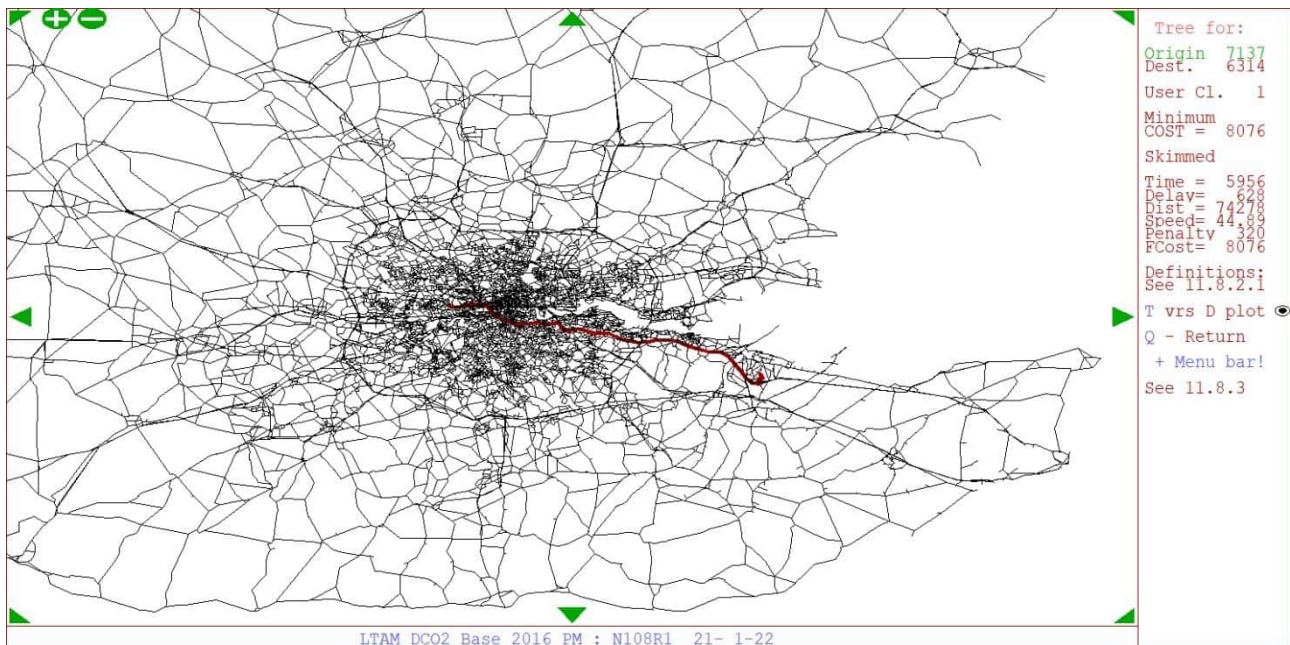 Tree for:
Origin 7137
Dest. 6314
User Cl. 1
Minimum
COST = 8076
Skimmed
Time = 5956
Delay= 628
Dist = 74278
Speed= 44.89
Penalty 320
FCost= 8076
Definitions:
See 11.8.2.1
T vrs D plot
Q - Return
+ Menu bar!
See 11.8.3
LTAM DCO2 Base 2016 PM : N108R1 21- 1-22